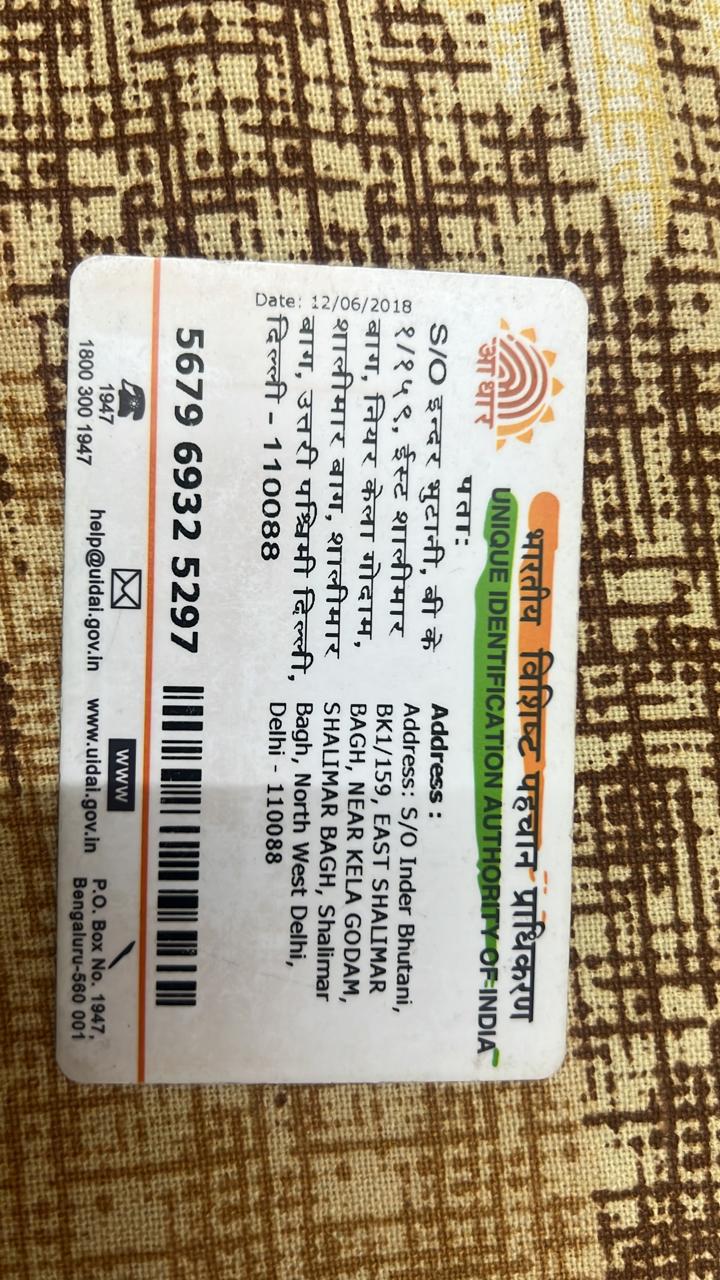 आधार
भारतीय विशिष्ट पहचान प्राधिकरण
UNIQUE IDENTIFICATION AUTHORITY OF INDIA
पता:
S/O इन्दर भुटानी, बी के
१/१५९, ईस्ट शालीमार
बाग, नियर केला गोदाम,
शालीमार बाग, शालीमार
बाग, उत्तरी पश्चिमी दिल्ली,
दिल्ली - 110088
Address :
Address: S/O Inder Bhutani,
BK1/159, EAST SHALIMAR
BAGH, NEAR KELA GODAM,
SHALIMAR BAGH, Shalimar
Bagh, North West Delhi,
Delhi - 110088
Date: 12/06/2018
5679 6932 5297
1947
1800 300 1947
help@uidai.gov.in
www
www.uidai.gov.in
P.O. Box No. 1947,
Bengaluru-560 001